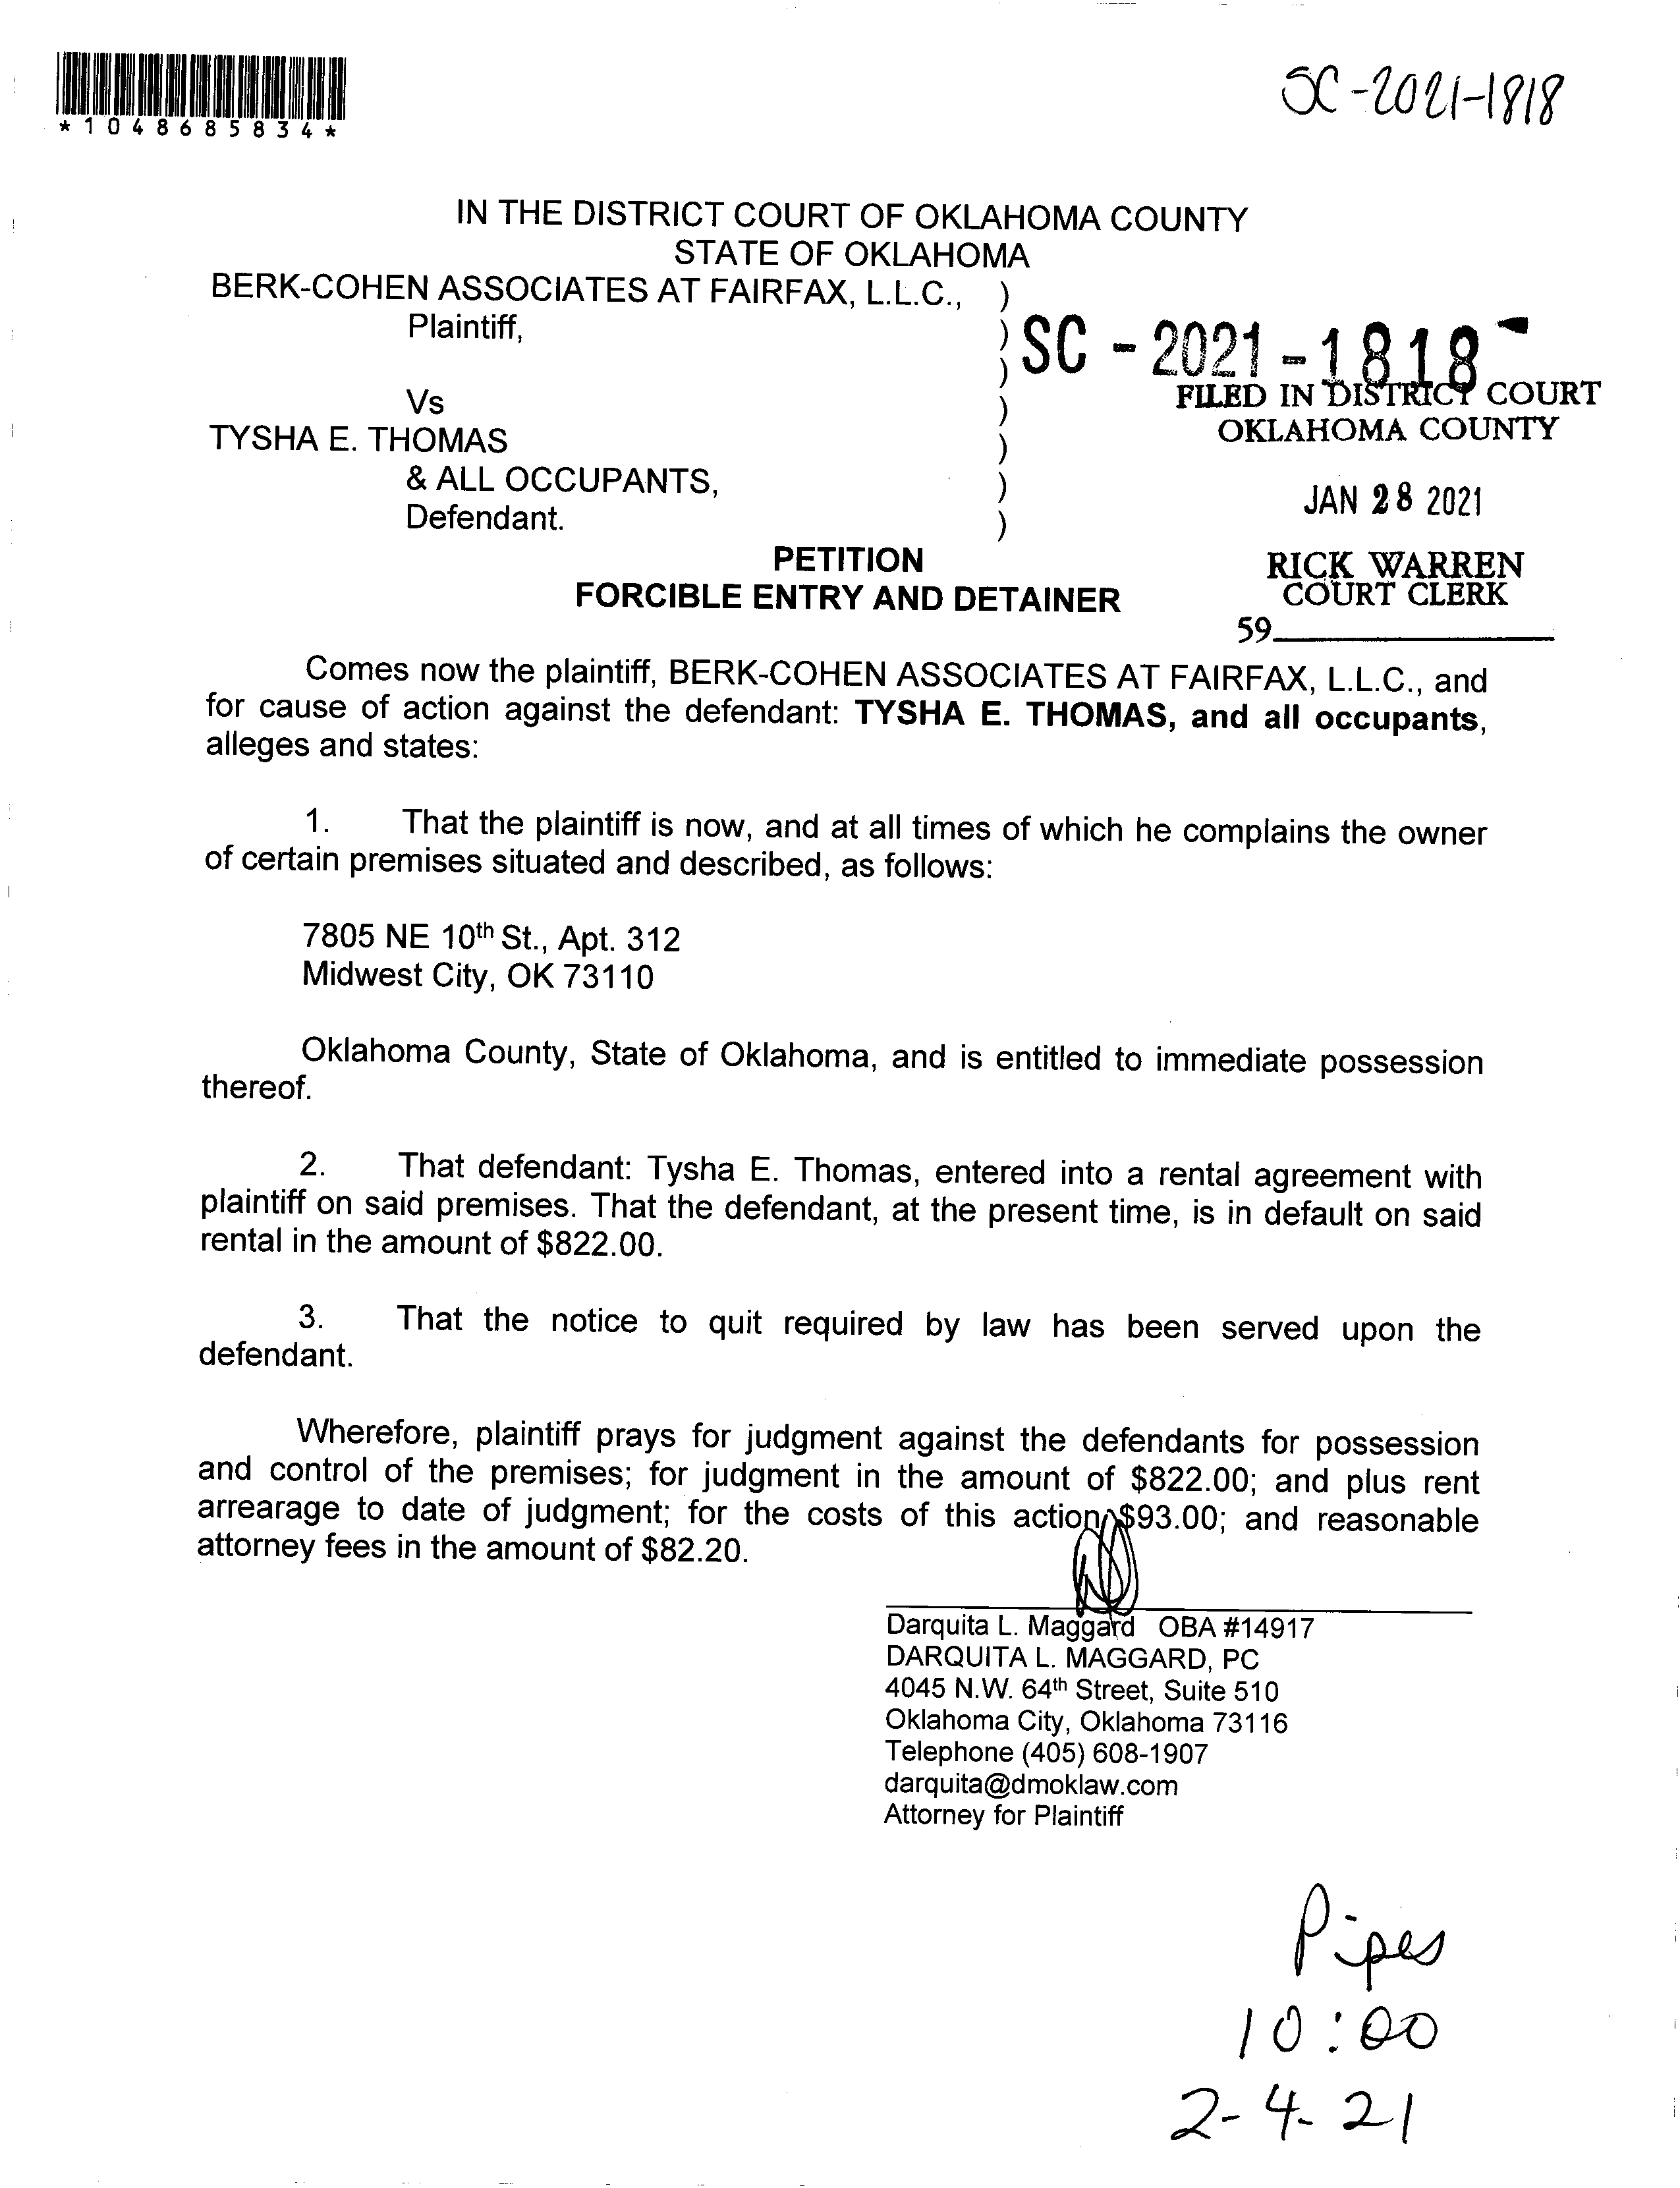 SC-2021-1818
*1048685834*
IN THE DISTRICT COURT OF OKLAHOMA COUNTY
STATE OF OKLAHOMA
BERK-COHEN ASSOCIATES AT FAIRFAX, L.L.C., )
Plaintiff, )
) SC - 2021 - 1818
Vs )
FILED IN DISTRICT COURT
TYSHA E. THOMAS )
OKLAHOMA COUNTY
& ALL OCCUPANTS, )
JAN 28 2021
Defendant. )
PETITION
RICK WARREN
FORCIBLE ENTRY AND DETAINER
COURT CLERK
59
Comes now the plaintiff, BERK-COHEN ASSOCIATES AT FAIRFAX, L.L.C., and
for cause of action against the defendant: TYSHA E. THOMAS, and all occupants,
alleges and states:
1. That the plaintiff is now, and at all times of which he complains the owner
of certain premises situated and described, as follows:
7805 NE 10th St., Apt. 312
Midwest City, OK 73110
Oklahoma County, State of Oklahoma, and is entitled to immediate possession
thereof.
2. That defendant: Tysha E. Thomas, entered into a rental agreement with
plaintiff on said premises. That the defendant, at the present time, is in default on said
rental in the amount of $822.00.
3. That the notice to quit required by law has been served upon the
defendant.
Wherefore, plaintiff prays for judgment against the defendants for possession
and control of the premises; for judgment in the amount of $822.00; and plus rent
arrearage to date of judgment; for the costs of this action $93.00; and reasonable
attorney fees in the amount of $82.20.
Darquita L. Maggard OBA #14917
DARQUITA L. MAGGARD, PC
4045 N.W. 64th Street, Suite 510
Oklahoma City, Oklahoma 73116
Telephone (405) 608-1907
darquita@dmoklaw.com
Attorney for Plaintiff
Pipes
10:00
2-4-21